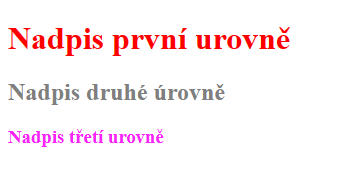 Nadpis první urovně
Nadpis druhé úrovně
Nadpis třetí urovně